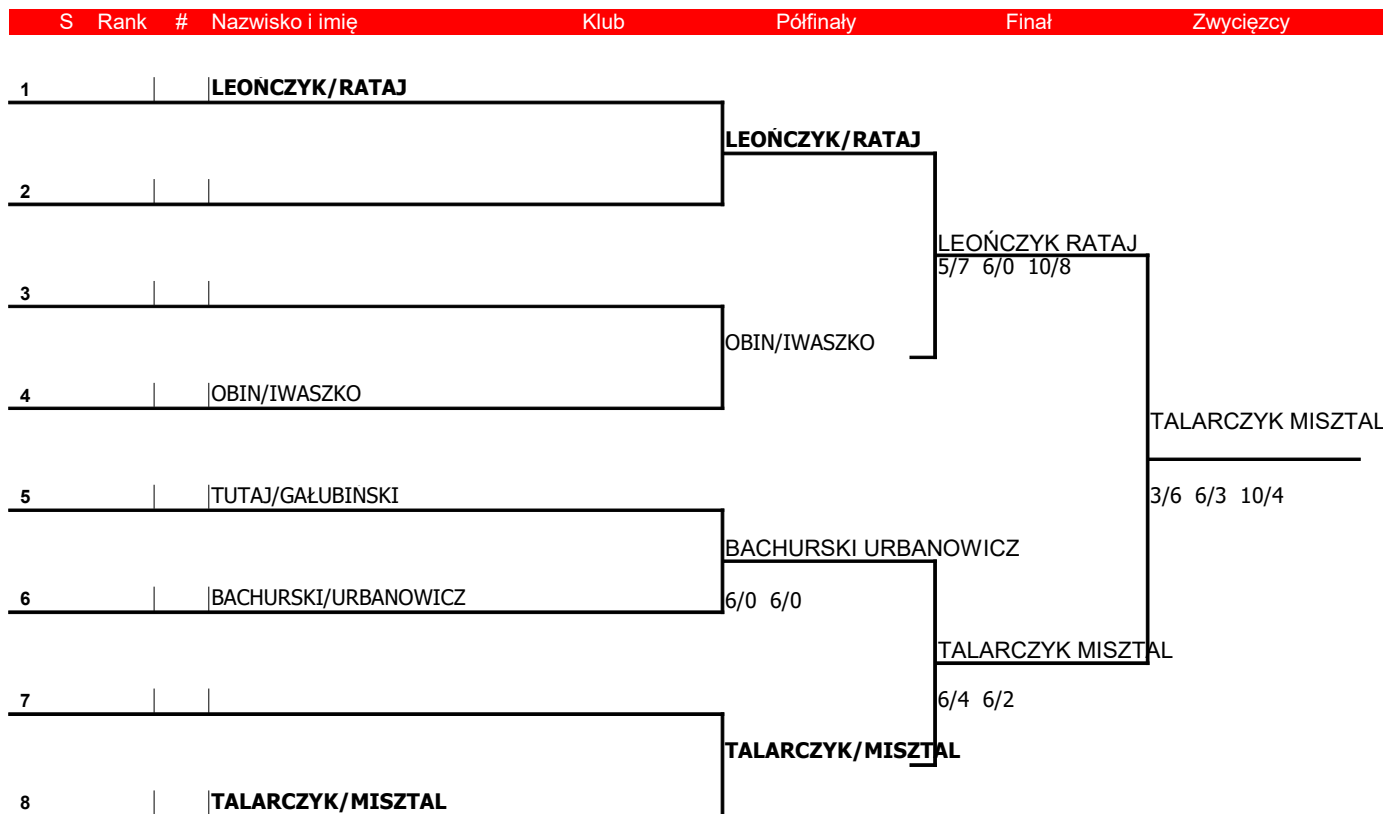 S Rank # Nazwisko i imię Klub Półfinały Finał Zwycięzcy
1 LEOŃCZYK/RATAJ
LEOŃCZYK/RATAJ
2
LEOŃCZYK RATAJ
5/7 6/0 10/8
3
OBIN/IWASZKO
4 OBIN/IWASZKO
TALARCZYK MISZTAL
5 TUTAJ/GAŁUBIŃSKI
3/6 6/3 10/4
BACHURSKI URBANOWICZ
6 BACHURSKI/URBANOWICZ
6/0 6/0
TALARCZYK MISZTAL
7
6/4 6/2
TALARCZYK/MISZTAL
8 TALARCZYK/MISZTAL